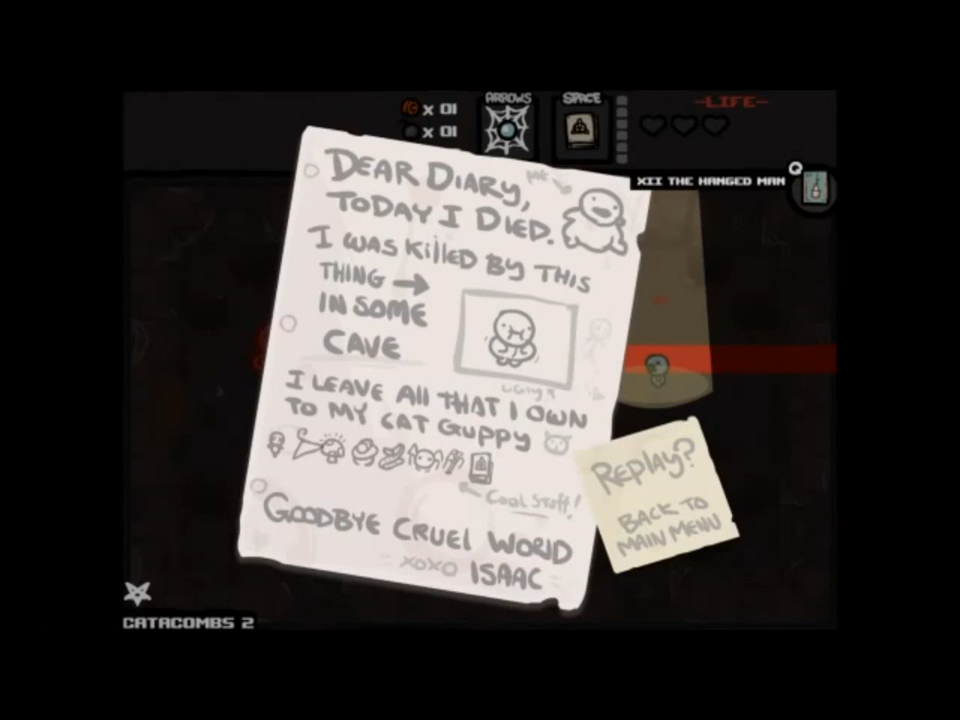 ARROWS
SPACE
-LIFE-
x 01
x 01
Q
XII THE HANGED MAN
DEAR DIARY,
TODAY I DIED.
I WAS KILLED BY THIS
THING
IN SOME
CAVE
UGLY
I LEAVE ALL THAT I OWN
TO MY CAT GUPPY
COOL STUFF!
GOODBYE CRUEL WORLD
XOXO ISAAC
REPLAY?
BACK TO
MAIN MENU
CATACOMBS 2